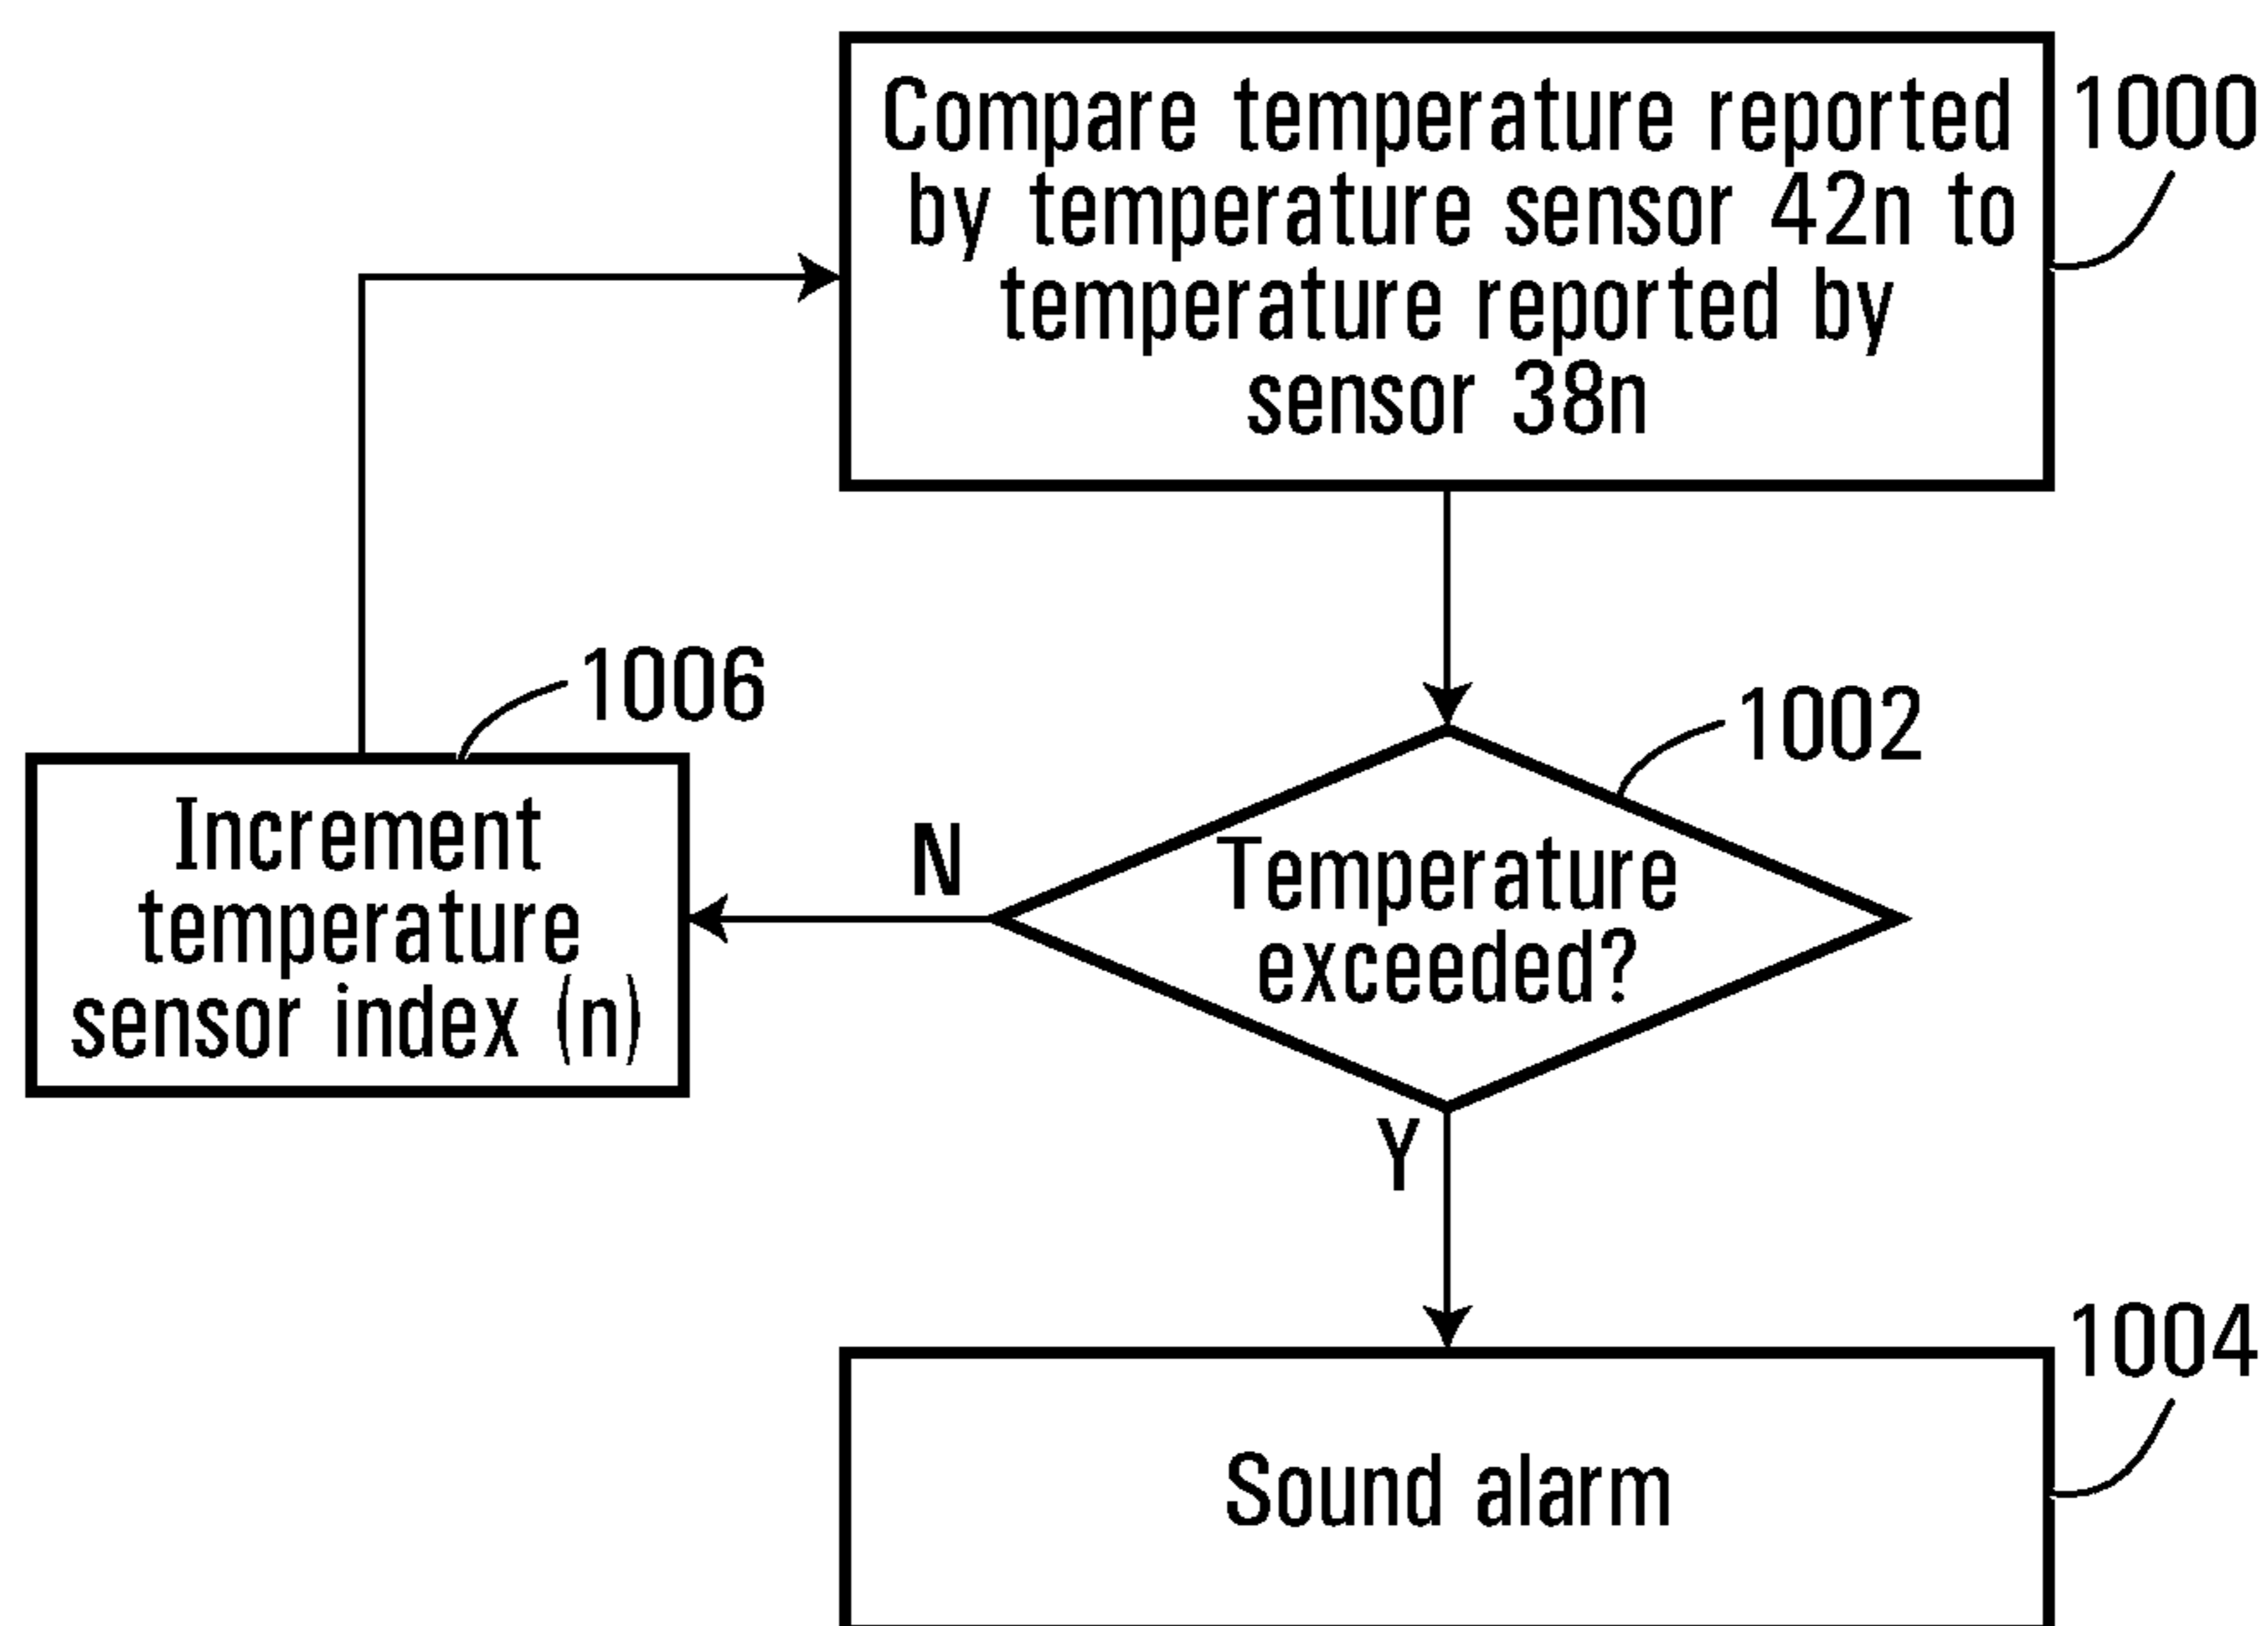 Compare temperature reported
by temperature sensor 42n to
temperature reported by
sensor 38n
1000
1006
1002
Increment
temperature
sensor index (n)
N
Temperature
exceeded?
Y
1004
Sound alarm